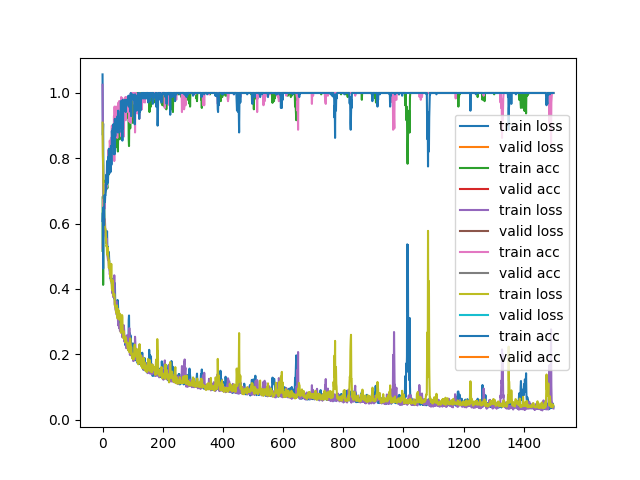 1.0
0.8
0.6
0.4
0.2
0.0
0 200 400 600 800 1000 1200 1400
train loss
valid loss
train acc
valid acc
train loss
valid loss
train acc
valid acc
train loss
valid loss
train acc
valid acc